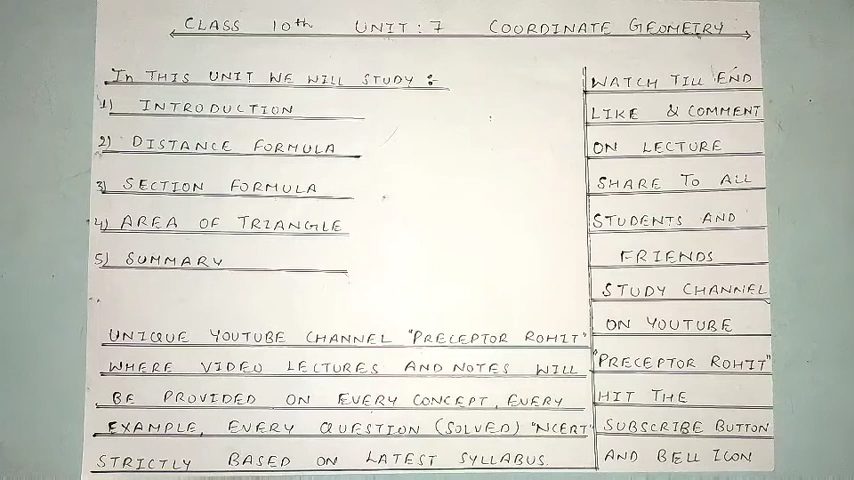 CLASS 10th UNIT : 7 COORDINATE GEOMETRY
In THIS UNIT WE WILL STUDY :-
1) INTRODUCTION
2) DISTANCE FORMULA
3) SECTION FORMULA
4) AREA OF TRIANGLE
5) SUMMARY
UNIQUE YOUTUBE CHANNEL "PRECEPTOR ROHIT"
WHERE VIDEO LECTURES AND NOTES WILL
BE PROVIDED ON EVERY CONCEPT, EVERY
EXAMPLE, EVERY QUESTION (SOLVED) "NCERT"
STRICTLY BASED ON LATEST SYLLABUS.
WATCH TILL END
LIKE & COMMENT
ON LECTURE
SHARE TO ALL
STUDENTS AND
FRIENDS
STUDY CHANNEL
ON YOUTUBE
"PRECEPTOR ROHIT"
HIT THE
SUBSCRIBE BUTTON
AND BELL ICON